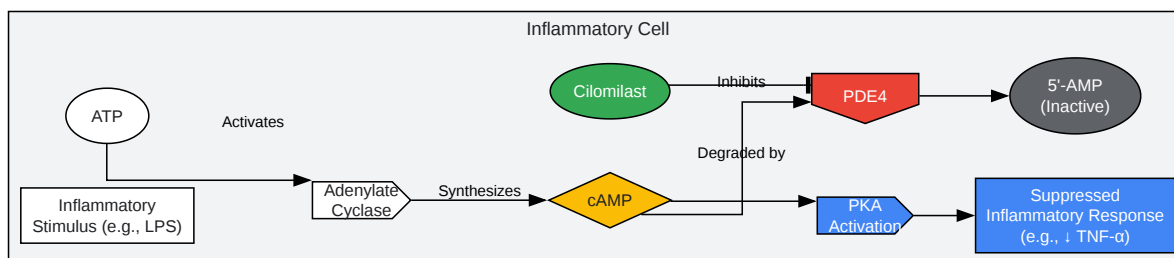 Inflammatory Cell
ATP
Activates
Inflammatory
Stimulus (e.g., LPS)
Adenylate
Cyclase
Synthesizes
cAMP
Cilomilast
Inhibits
PDE4
5'-AMP
(Inactive)
Degraded by
PKA
Activation
Suppressed
Inflammatory Response
(e.g., ↓ TNF-α)